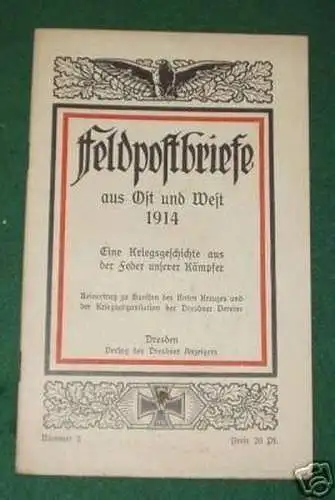 Feldpostbriefe
aus Ost und West
1914
Eine Kriegsgeschichte aus
der Feder unserer Kämpfer
Reinertrag zu Gunsten des Roten Kreuzes und
der Kriegsorganisation der Dresdner Vereine
Dresden
Verlag des Dresdner Anzeigers
Nummer 2
Preis 20 Pf.